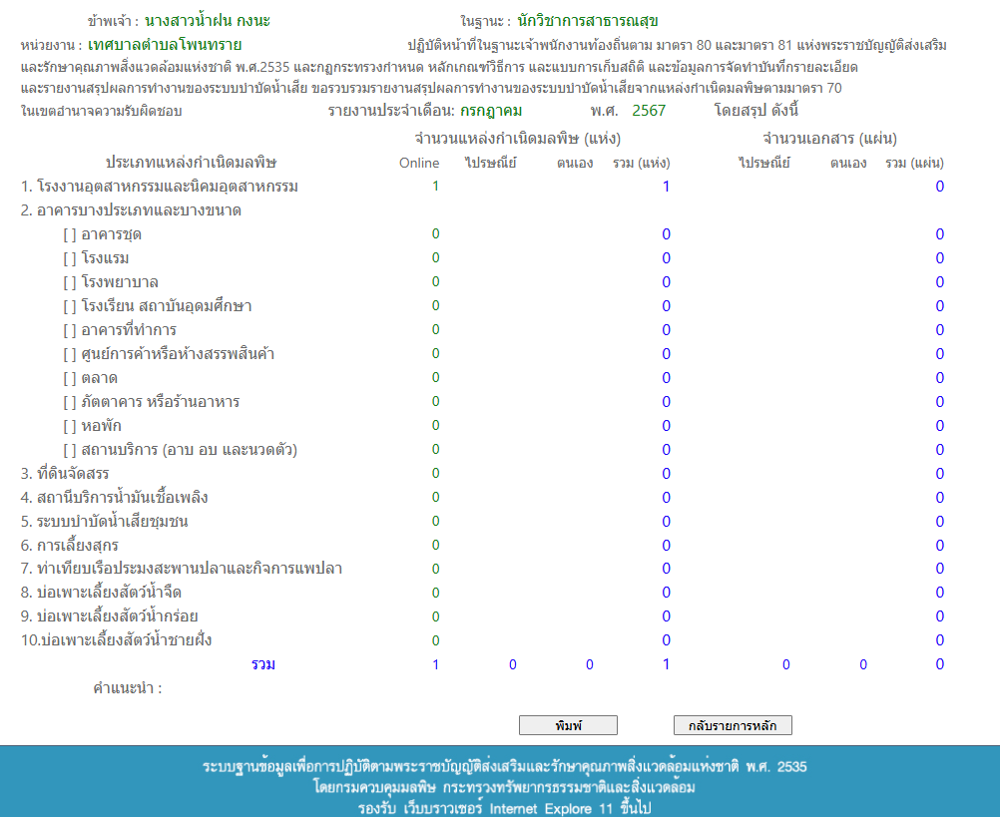 ข้าพเจ้า : นางสาวน้ำฝน กงนะ ในฐานะ : นักวิชาการสาธารณสุข
หน่วยงาน : เทศบาลตำบลโพนทราย ปฏิบัติหน้าที่ในฐานะเจ้าพนักงานท้องถิ่นตาม มาตรา 80 และมาตรา 81 แห่งพระราชบัญญัติส่งเสริม
และรักษาคุณภาพสิ่งแวดล้อมแห่งชาติ พ.ศ.2535 และกฎกระทรวงกำหนด หลักเกณฑ์วิธีการ และแบบการเก็บสถิติ และข้อมูลการจัดทำบันทึกรายละเอียด
และรายงานสรุปผลการทำงานของระบบบำบัดน้ำเสีย ขอรวบรวมรายงานสรุปผลการทำงานของระบบบำบัดน้ำเสียจากแหล่งกำเนิดมลพิษตามมาตรา 70
ในเขตอำนาจความรับผิดชอบ รายงานประจำเดือน: กรกฎาคม พ.ศ. 2567 โดยสรุป ดังนี้
จำนวนแหล่งกำเนิดมลพิษ (แห่ง) จำนวนเอกสาร (แผ่น)
ประเภทแหล่งกำเนิดมลพิษ Online ไปรษณีย์ ตนเอง รวม (แห่ง) ไปรษณีย์ ตนเอง รวม (แผ่น)
1. โรงงานอุตสาหกรรมและนิคมอุตสาหกรรม 1 1 0
2. อาคารบางประเภทและบางขนาด
[ ] อาคารชุด 0 0 0
[ ] โรงแรม 0 0 0
[ ] โรงพยาบาล 0 0 0
[ ] โรงเรียน สถาบันอุดมศึกษา 0 0 0
[ ] อาคารที่ทำการ 0 0 0
[ ] ศูนย์การค้าหรือห้างสรรพสินค้า 0 0 0
[ ] ตลาด 0 0 0
[ ] ภัตตาคาร หรือร้านอาหาร 0 0 0
[ ] หอพัก 0 0 0
[ ] สถานบริการ (อาบ อบ และนวดตัว) 0 0 0
3. ที่ดินจัดสรร 0 0 0
4. สถานีบริการน้ำมันเชื้อเพลิง 0 0 0
5. ระบบบำบัดน้ำเสียชุมชน 0 0 0
6. การเลี้ยงสุกร 0 0 0
7. ท่าเทียบเรือประมงสะพานปลาและกิจการแพปลา 0 0 0
8. บ่อเพาะเลี้ยงสัตว์น้ำจืด 0 0 0
9. บ่อเพาะเลี้ยงสัตว์น้ำกร่อย 0 0 0
10.บ่อเพาะเลี้ยงสัตว์น้ำชายฝั่ง 0 0 0
รวม 1 0 0 1 0 0 0
คำแนะนำ :
พิมพ์ กลับรายการหลัก
ระบบฐานข้อมูลเพื่อการปฏิบัติตามพระราชบัญญัติส่งเสริมและรักษาคุณภาพสิ่งแวดล้อมแห่งชาติ พ.ศ. 2535
โดยกรมควบคุมมลพิษ กระทรวงทรัพยากรธรรมชาติและสิ่งแวดล้อม
รองรับ เว็บบราวเซอร์ Internet Explore 11 ขึ้นไป